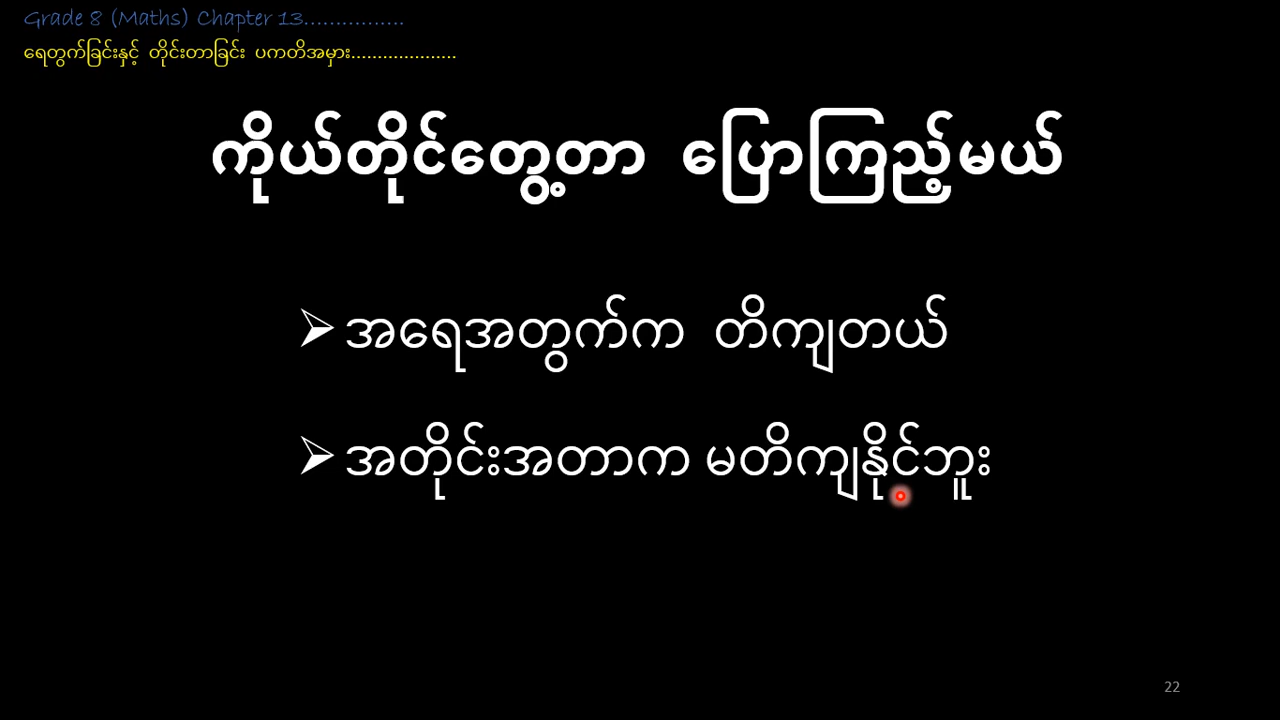 Grade 8 (Maths) Chapter 13................
ရေတွက်ခြင်းနှင့် တိုင်းတာခြင်း ပကတိအမှား....................
ကိုယ်တိုင်တွေ့တာ ပြောကြည့်မယ်
➢ အရေအတွက်က တိကျတယ်
➢ အတိုင်းအတာက မတိကျနိုင်ဘူး
22